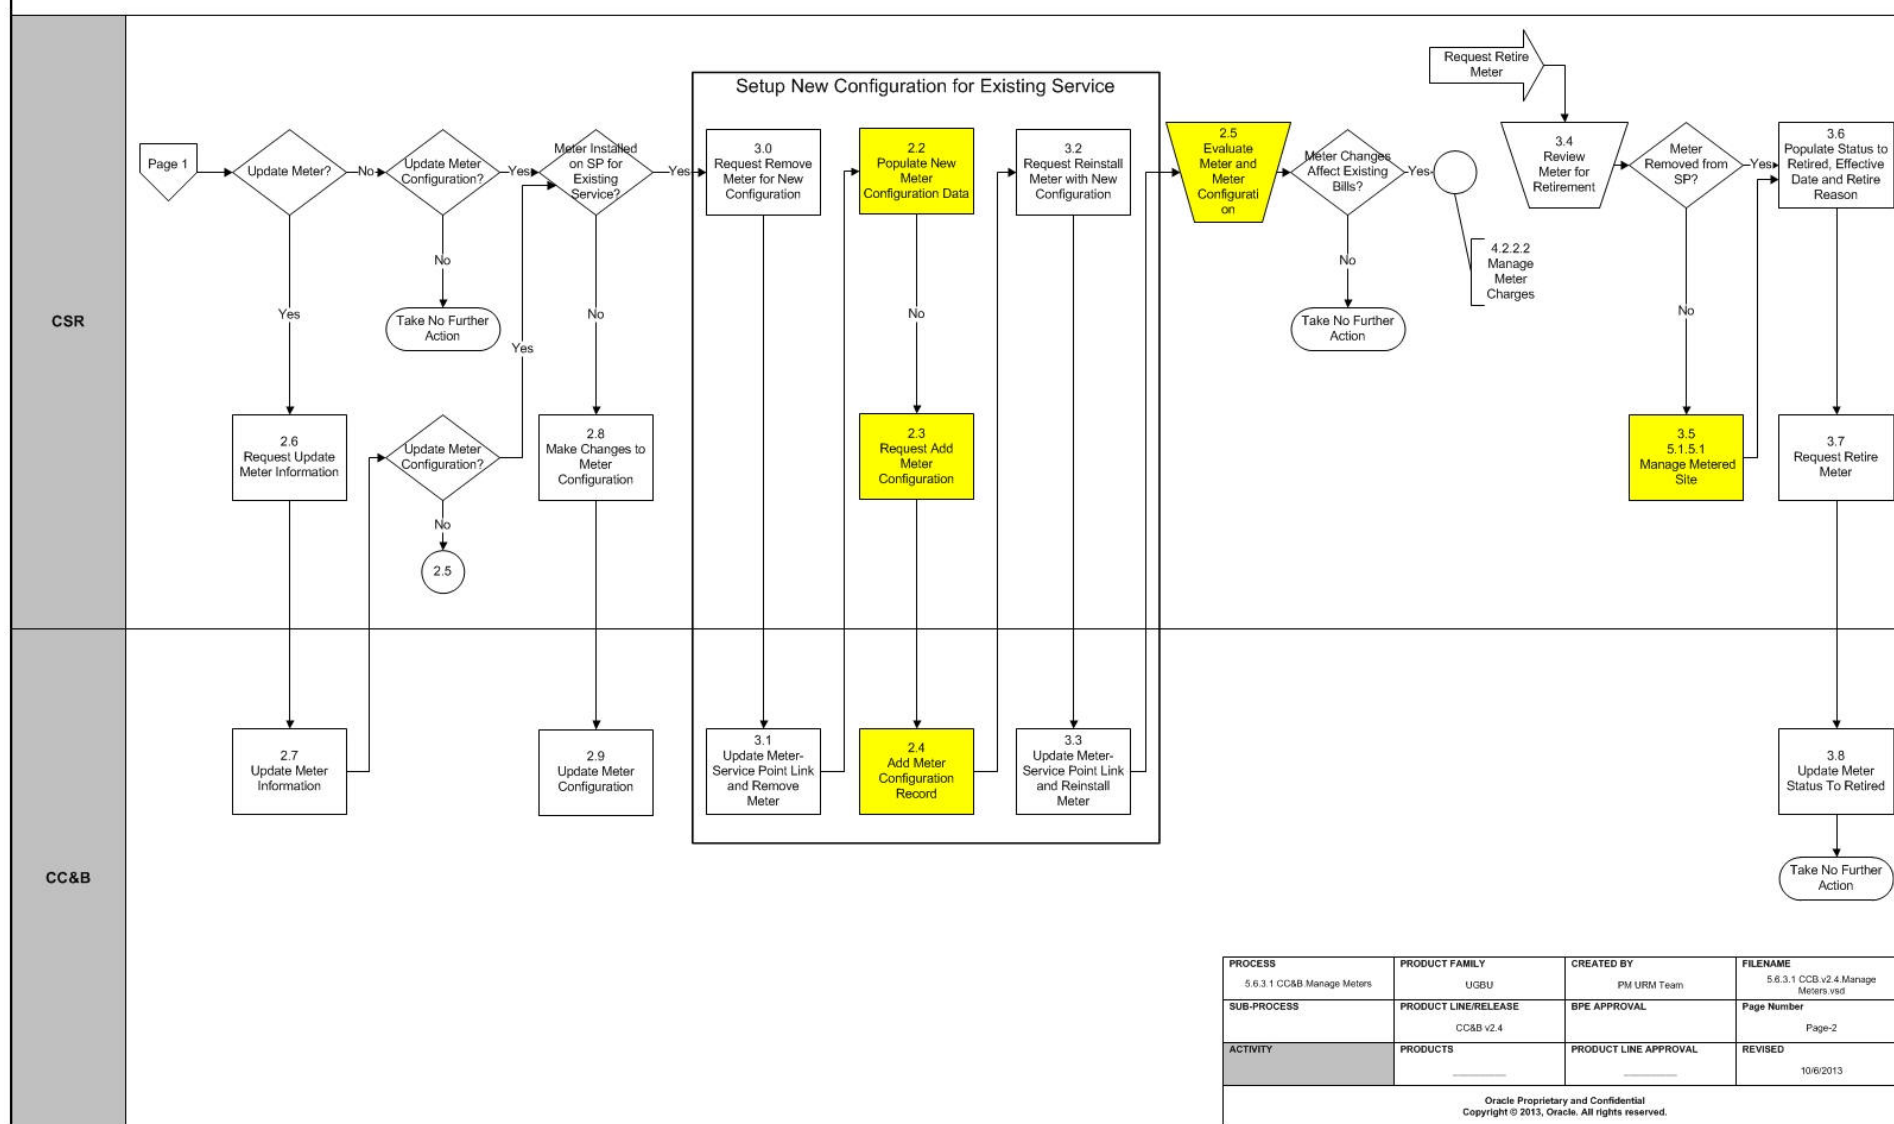 Setup New Configuration for Existing Service
Request Retire
Meter
Page 1
Update Meter?
No
Update Meter
Configuration?
Yes
Meter Installed
on SP for
Existing
Service?
Yes
3.0
Request Remove
Meter for New
Configuration
2.2
Populate New
Meter
Configuration Data
3.2
Request Reinstall
Meter with New
Configuration
2.5
Evaluate
Meter and
Meter
Configurati
on
Meter Changes
Affect Existing
Bills?
Yes
3.4
Review
Meter for
Retirement
Meter
Removed from
SP?
Yes
3.6
Populate Status to
Retired, Effective
Date and Retire
Reason
No
No
4.2.2.2
Manage
Meter
Charges
CSR
Yes
Take No Further
Action
Yes
No
No
Take No Further
Action
No
2.6
Request Update
Meter Information
Update Meter
Configuration?
2.8
Make Changes to
Meter
Configuration
2.3
Request Add
Meter
Configuration
3.5
5.1.5.1
Manage Metered
Site
3.7
Request Retire
Meter
No
2.5
CC&B
2.7
Update Meter
Information
2.9
Update Meter
Configuration
3.1
Update Meter-
Service Point Link
and Remove
Meter
2.4
Add Meter
Configuration
Record
3.3
Update Meter-
Service Point Link
and Reinstall
Meter
3.8
Update Meter
Status To Retired
Take No Further
Action
PROCESS
5.6.3.1 CC&B.Manage Meters
PRODUCT FAMILY
UGBU
CREATED BY
PM URM Team
FILENAME
5.6.3.1 CCB.v2.4.Manage
Meters.vsd
SUB-PROCESS
PRODUCT LINE/RELEASE
CC&B v2.4
BPE APPROVAL
Page Number
Page-2
ACTIVITY
PRODUCTS
PRODUCT LINE APPROVAL
REVISED
10/6/2013
Oracle Proprietary and Confidential
Copyright © 2013, Oracle. All rights reserved.